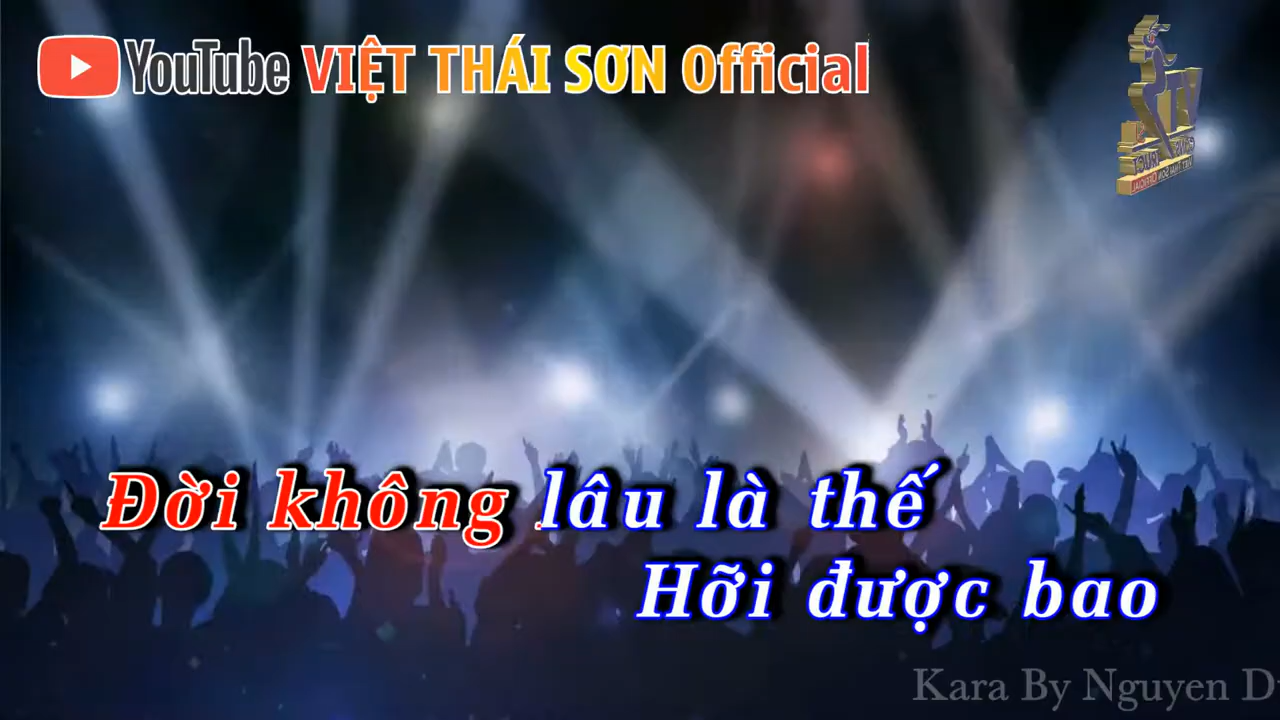 YouTube VIỆT THÁI SƠN Official
Đời không lâu là thế
Hỡi được bao
Kara By Nguyen